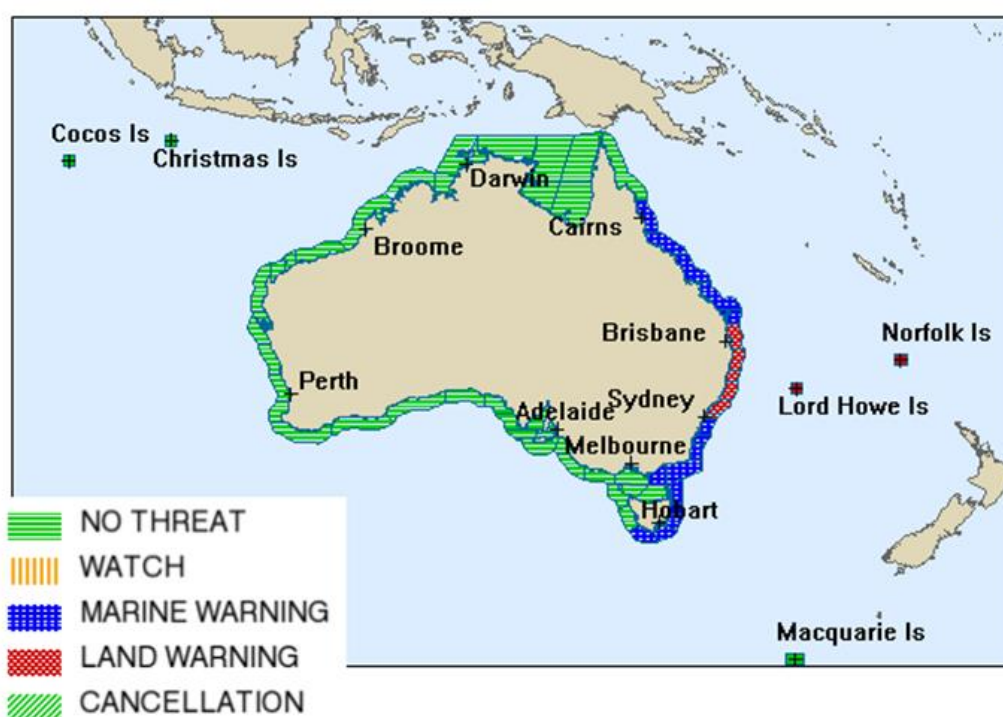 Cocos Is
Christmas Is
Darwin
Cairns
Broome
Brisbane
Norfolk Is
Perth
Sydney
Lord Howe Is
Adelaide
Melbourne
Hobart
NO THREAT
WATCH
MARINE WARNING
Macquarie Is
LAND WARNING
CANCELLATION